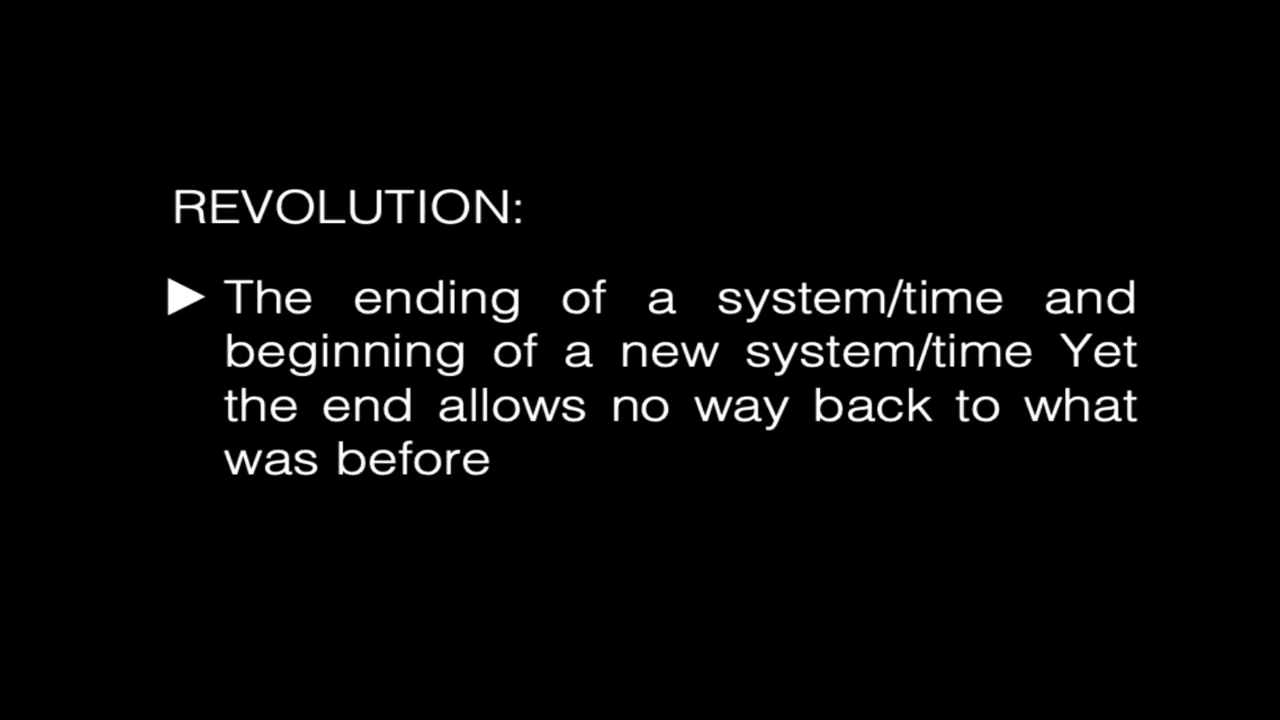 REVOLUTION:
The ending of a system/time and
beginning of a new system/time Yet
the end allows no way back to what
was before